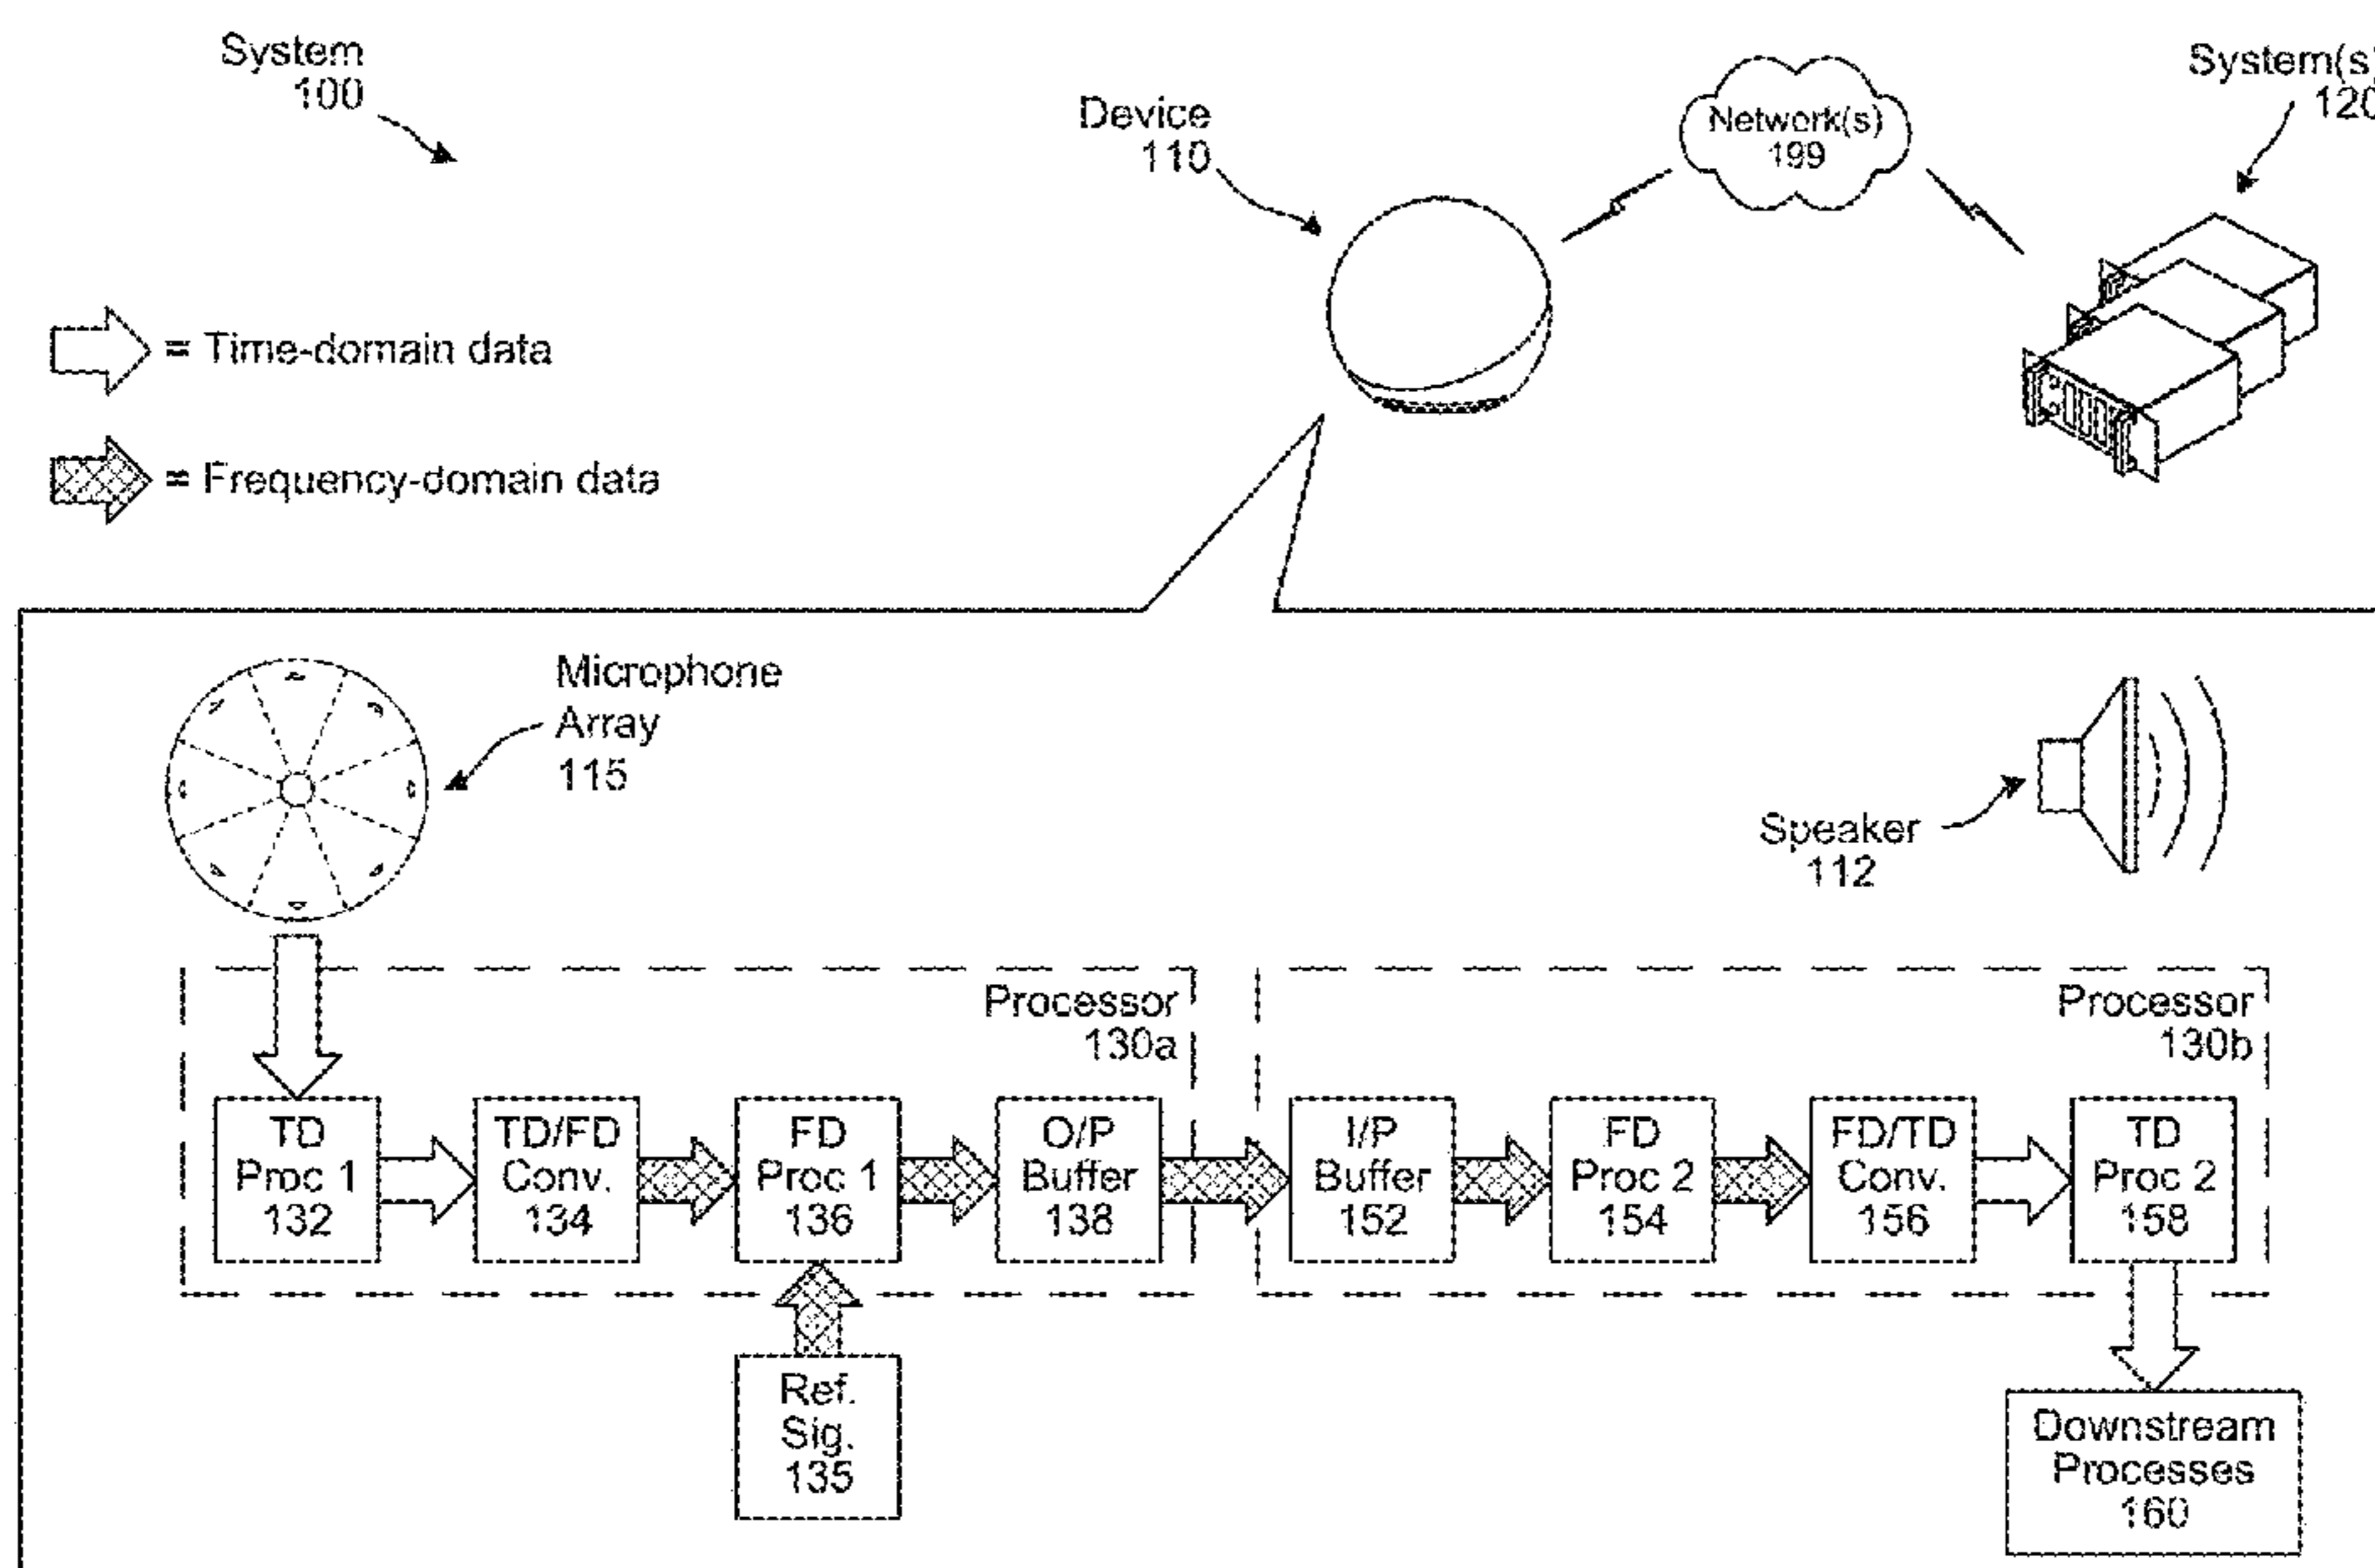 System
100
Device
110
Network(s)
199
System(s)
120
= Time-domain data
= Frequency-domain data
Microphone
Array
115
Speaker
112
Processor
130a
Processor
130b
TD
Proc 1
132
TD/FD
Conv.
134
FD
Proc 1
136
O/P
Buffer
138
I/P
Buffer
152
FD
Proc 2
154
FD/TD
Conv.
156
TD
Proc 2
158
Ref.
Sig.
135
Downstream
Processes
160